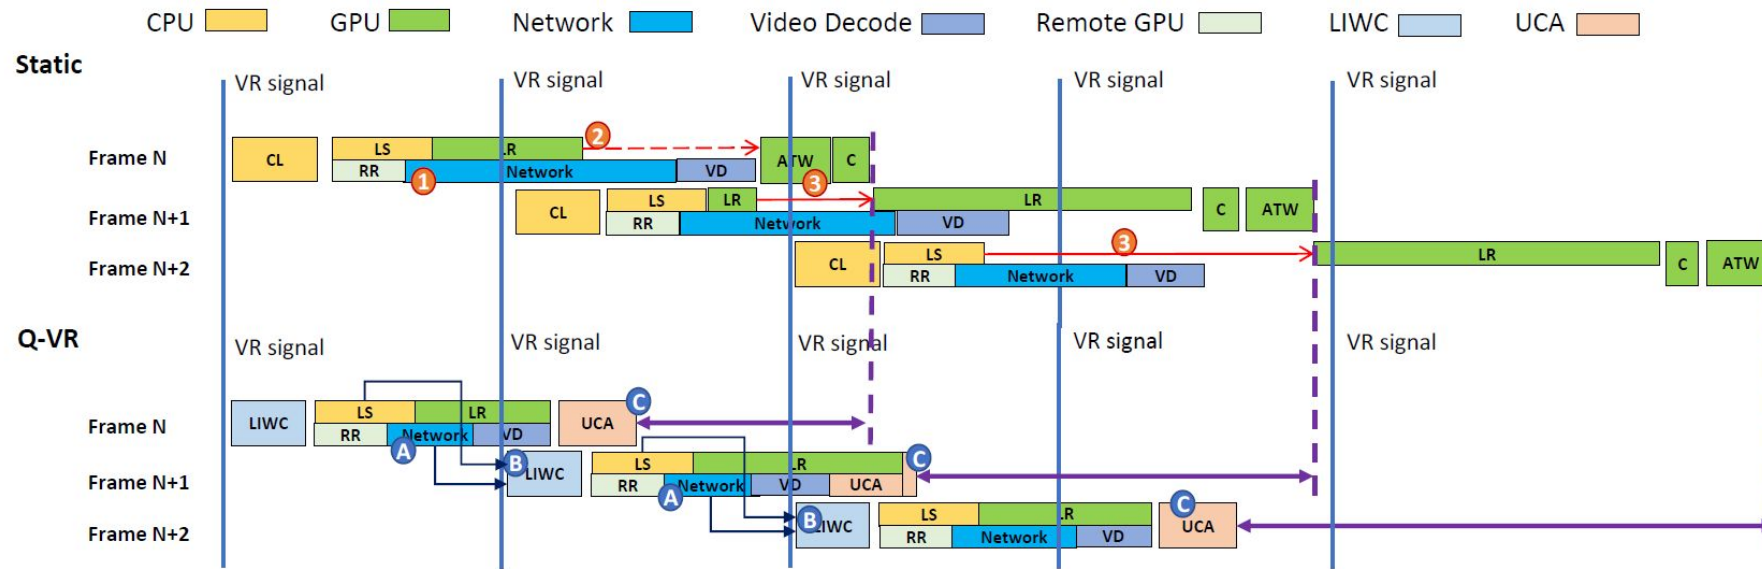 CPU GPU Network Video Decode Remote GPU LIWC UCA
Static
VR signal VR signal VR signal VR signal VR signal
Frame N CL LS LR 2 ATW C
RR 1 Network VD
Frame N+1 CL LS LR 3 LR C ATW
RR Network VD
Frame N+2 CL LS 3 LR C ATW
RR Network VD
Q-VR
VR signal VR signal VR signal VR signal VR signal
Frame N LIWC LS LR UCA C
RR A Network VD
Frame N+1 B LIWC LS LR C
RR A Network VD UCA
Frame N+2 B LIWC LS LR C UCA
RR Network VD